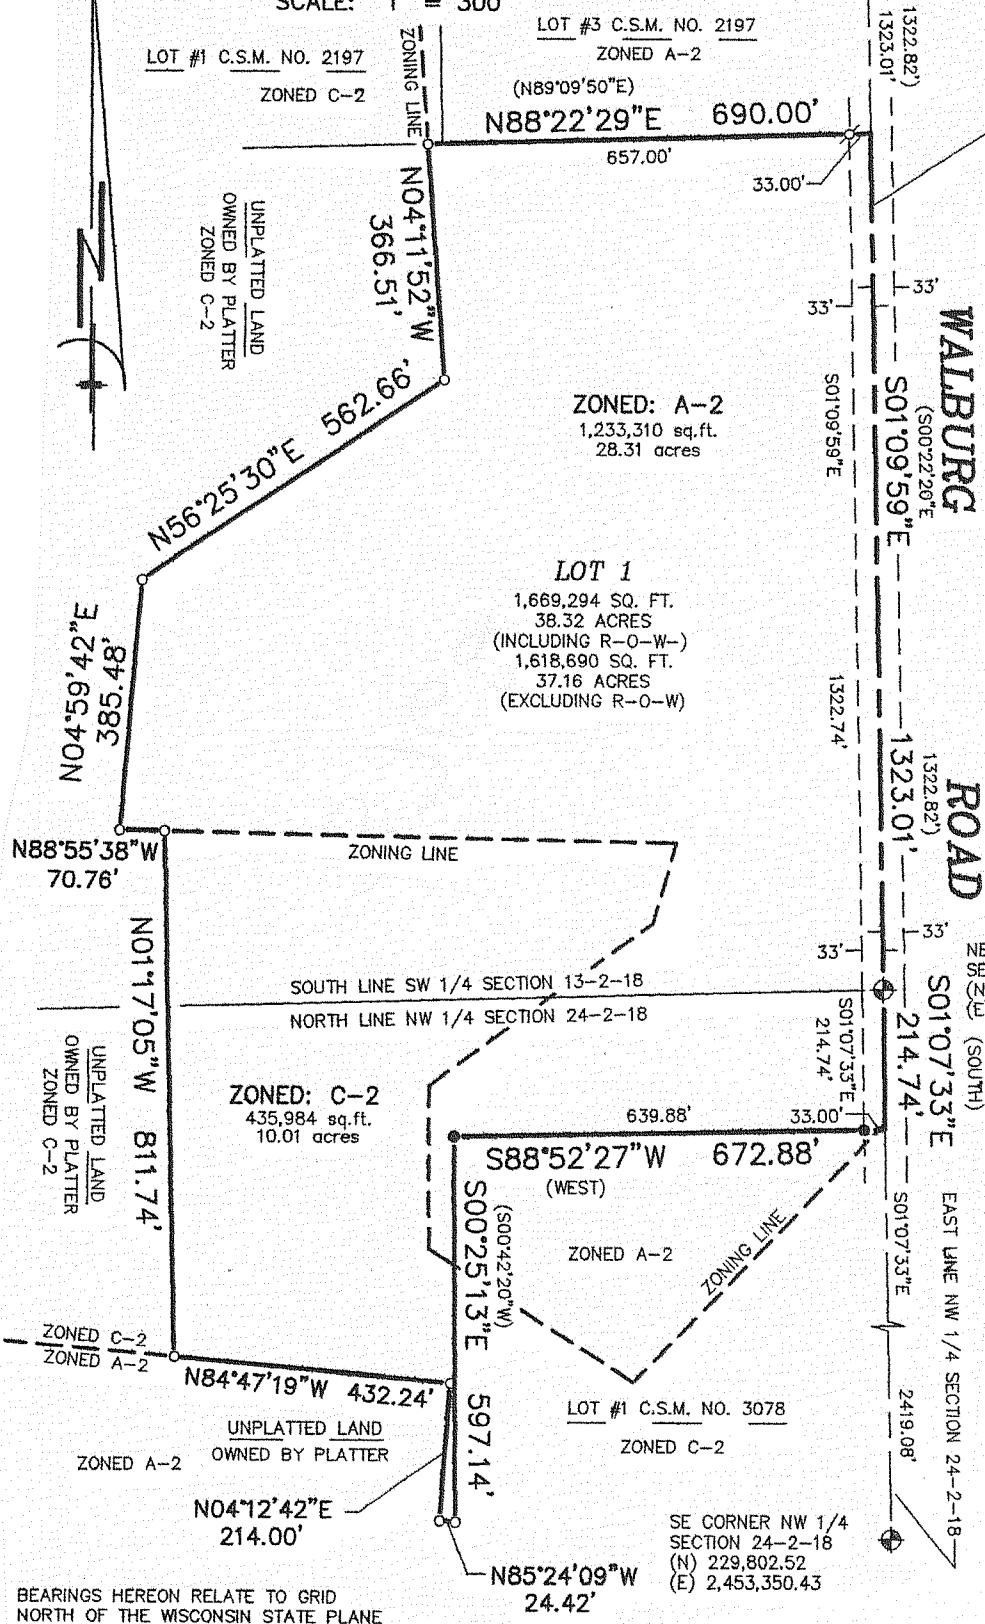 SCALE: 1" = 300'
LOT #1 C.S.M. NO. 2197
ZONED C-2
ZONING LINE
LOT #3 C.S.M. NO. 2197
ZONED A-2
(N89°09'50"E)
N88°22'29"E 690.00'
657.00'
33.00'
1322.82')
1323.01'
N
UNPLATTED LAND
OWNED BY PLATTER
ZONED C-2
N04°11'52"W
366.51'
33'
33'
WALBURG
ROAD
S01°09'59"E
(S00°22'20"E
1322.82')
S01°09'59"E
1323.01'
1322.74'
ZONED: A-2
1,233,310 sq.ft.
28.31 acres
N56°25'30"E 562.66'
LOT 1
1,669,294 SQ. FT.
38.32 ACRES
(INCLUDING R-O-W-)
1,618,690 SQ. FT.
37.16 ACRES
(EXCLUDING R-O-W)
N04°59'42"E
385.48'
N88°55'38"W
70.76'
ZONING LINE
33'
33'
N01°17'05"W 811.74'
SOUTH LINE SW 1/4 SECTION 13-2-18
NORTH LINE NW 1/4 SECTION 24-2-18
(SOUTH)
S01°07'33"E
214.74'
S01°07'33"E
214.74'
UNPLATTED LAND
OWNED BY PLATTER
ZONED C-2
ZONED: C-2
435,984 sq.ft.
10.01 acres
639.88'
33.00'
S88°52'27"W 672.88'
(WEST)
(S00°42'20"W)
S00°25'13"E 597.14'
ZONED A-2
ZONING LINE
S01°07'33"E
EAST LINE NW 1/4 SECTION 24-2-18
2419.08'
ZONED C-2
ZONED A-2
N84°47'19"W 432.24'
UNPLATTED LAND
OWNED BY PLATTER
ZONED A-2
LOT #1 C.S.M. NO. 3078
ZONED C-2
N04°12'42"E
214.00'
N85°24'09"W
24.42'
SE CORNER NW 1/4
SECTION 24-2-18
(N) 229,802.52
(E) 2,453,350.43
BEARINGS HEREON RELATE TO GRID
NORTH OF THE WISCONSIN STATE PLANE